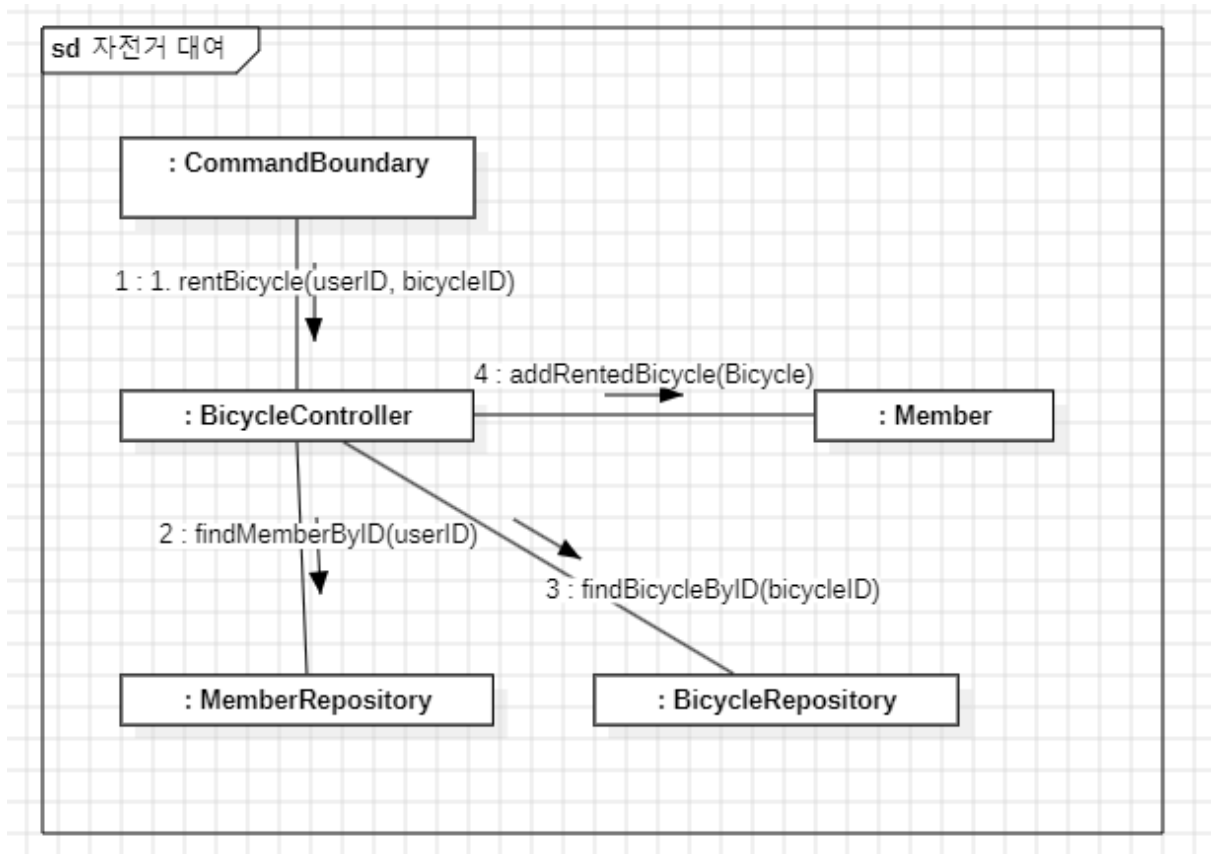 sd 자전거 대여
: CommandBoundary
1 : 1. rentBicycle(userID, bicycleID)
4 : addRentedBicycle(Bicycle)
: BicycleController
: Member
2 : findMemberByID(userID)
3 : findBicycleByID(bicycleID)
: MemberRepository
: BicycleRepository